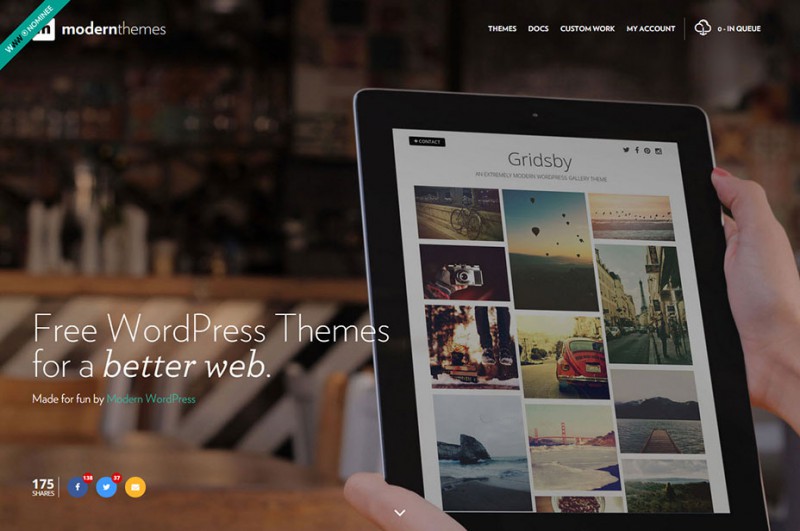 W. NOMINEE
m modernthemes
THEMES DOCS CUSTOM WORK MY ACCOUNT 0 - IN QUEUE
+ CONTACT
Gridsby
AN EXTREMELY MODERN WORDPRESS GALLERY THEME
Free WordPress Themes
for a better web.
Made for fun by Modern WordPress
175
SHARES
138
37